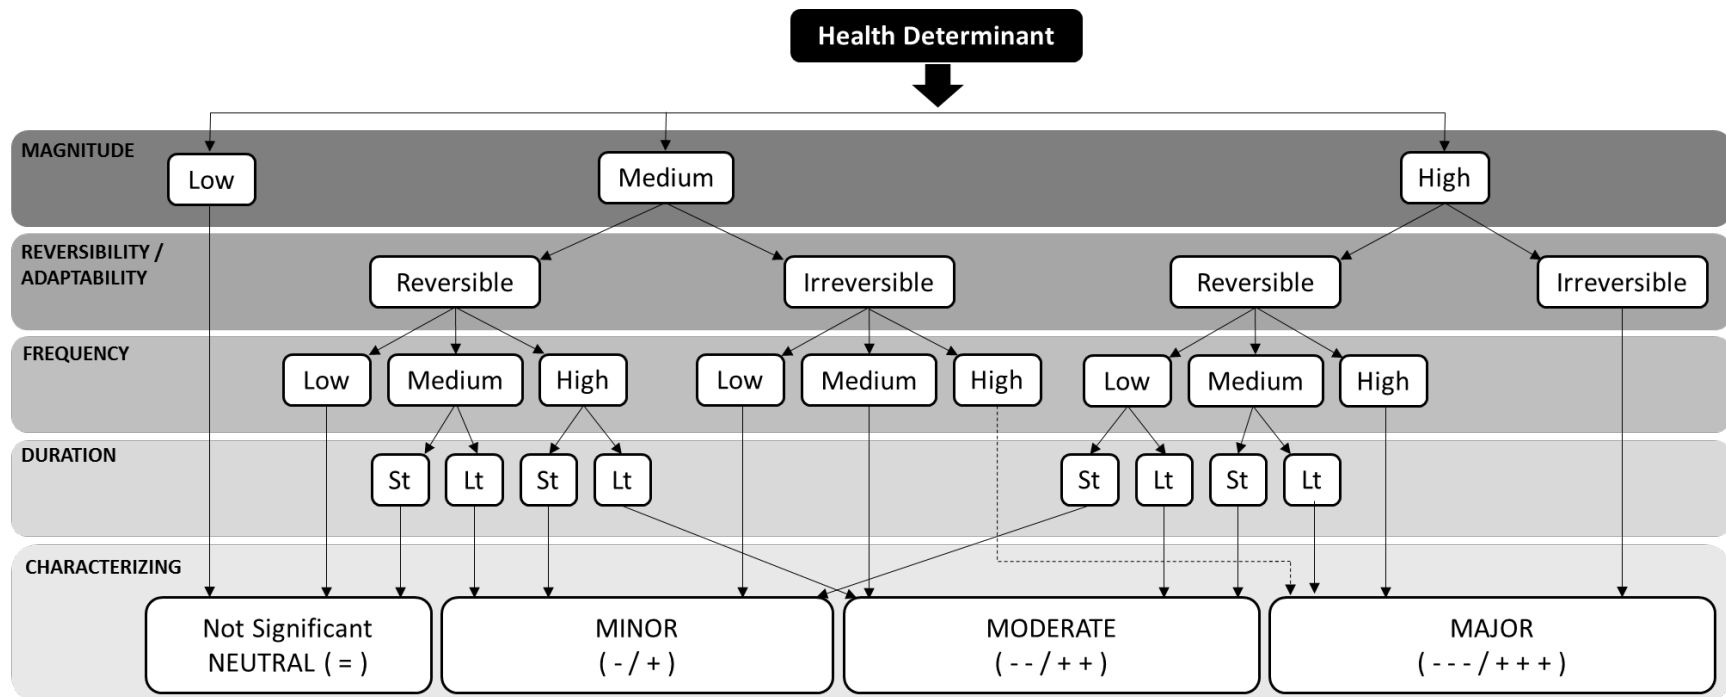 Health Determinant
MAGNITUDE
Low
Medium
High
REVERSIBILITY /
ADAPTABILITY
Reversible
Irreversible
Reversible
Irreversible
FREQUENCY
Low
Medium
High
Low
Medium
High
Low
Medium
High
DURATION
St
Lt
St
Lt
St
Lt
St
Lt
CHARACTERIZING
Not Significant
NEUTRAL ( = )
MINOR
( - / + )
MODERATE
( - - / + + )
MAJOR
( - - - / + + + )